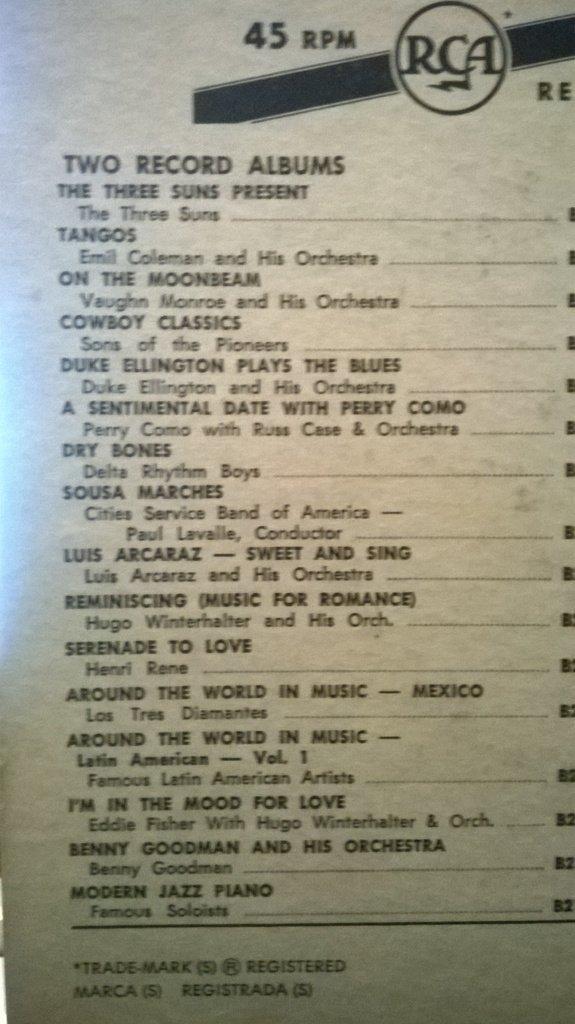 45 RPM
RCA
*
RE
TWO RECORD ALBUMS
THE THREE SUNS PRESENT
The Three Suns B
TANGOS
Emil Coleman and His Orchestra B
ON THE MOONBEAM
Vaughn Monroe and His Orchestra B
COWBOY CLASSICS
Sons of the Pioneers B
DUKE ELLINGTON PLAYS THE BLUES
Duke Ellington and His Orchestra B
A SENTIMENTAL DATE WITH PERRY COMO
Perry Como with Russ Case & Orchestra B
DRY BONES
Delta Rhythm Boys B
SOUSA MARCHES
Cities Service Band of America —
Paul Lavalle, Conductor B
LUIS ARCARAZ — SWEET AND SING
Luis Arcaraz and His Orchestra B
REMINISCING (MUSIC FOR ROMANCE)
Hugo Winterhalter and His Orch. B2
SERENADE TO LOVE
Henri Rene B2
AROUND THE WORLD IN MUSIC — MEXICO
Los Tres Diamantes B2
AROUND THE WORLD IN MUSIC —
Latin American — Vol. 1
Famous Latin American Artists B2
I'M IN THE MOOD FOR LOVE
Eddie Fisher With Hugo Winterhalter & Orch. B2
BENNY GOODMAN AND HIS ORCHESTRA
Benny Goodman B2
MODERN JAZZ PIANO
Famous Soloists B2
*TRADE-MARK (S) ® REGISTERED
MARCA (S) REGISTRADA (S)